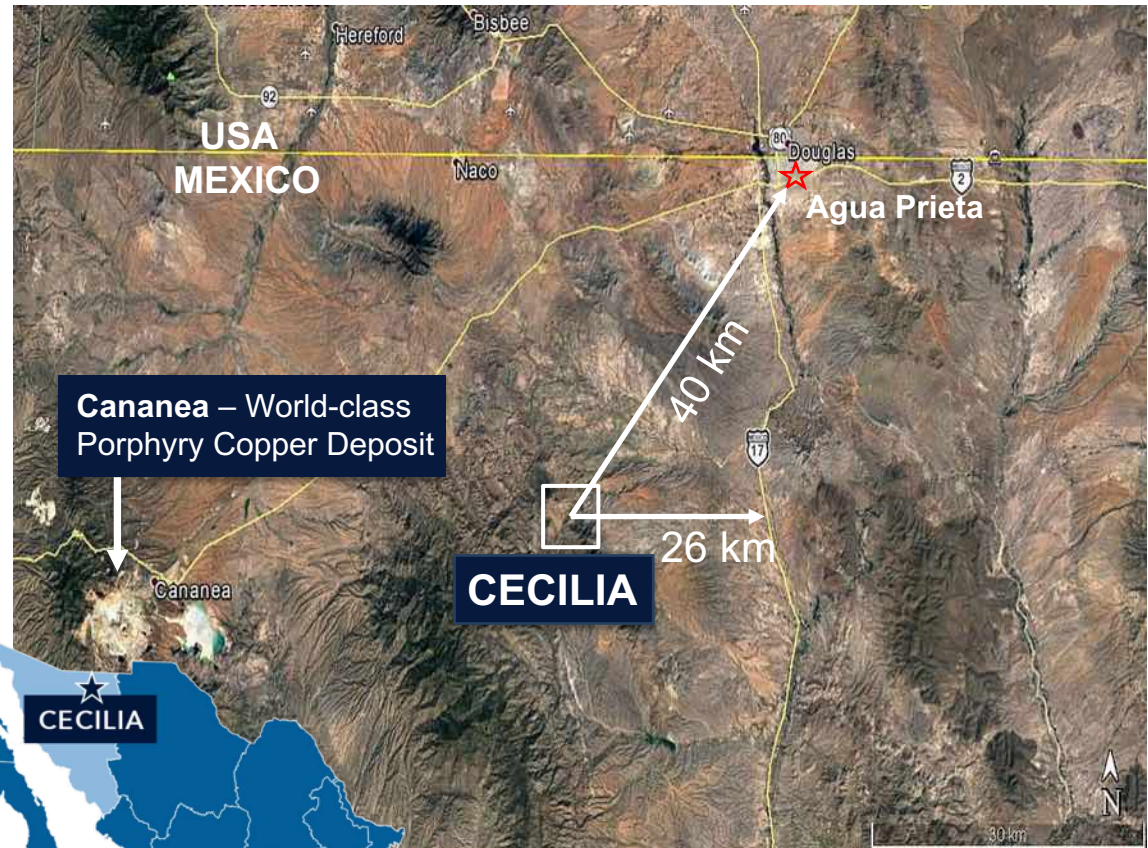 Bisbee
Hereford
92
USA
MEXICO
80
Douglas
Naco
2
Agua Prieta
40 km
Cananea – World-class
Porphyry Copper Deposit
17
26 km
CECILIA
Cananea
CECILIA
N
30 km